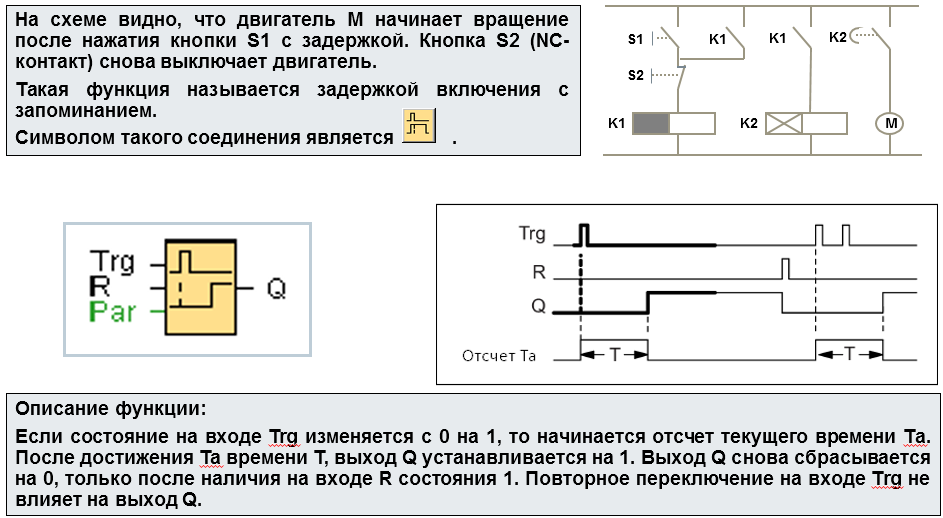 На схеме видно, что двигатель М начинает вращение
после нажатия кнопки S1 с задержкой. Кнопка S2 (NC-
контакт) снова выключает двигатель.
Такая функция называется задержкой включения с
запоминанием.
Символом такого соединения является .
S1 K1 K1 K2
S2
K1 K2 M
Trg
R
Par
Q
Trg
R
Q
Отсчет Ta
T T
Описание функции:
Если состояние на входе Trg изменяется с 0 на 1, то начинается отсчет текущего времени Ta.
После достижения Ta времени T, выход Q устанавливается на 1. Выход Q снова сбрасывается
на 0, только после наличия на входе R состояния 1. Повторное переключение на входе Trg не
влияет на выход Q.